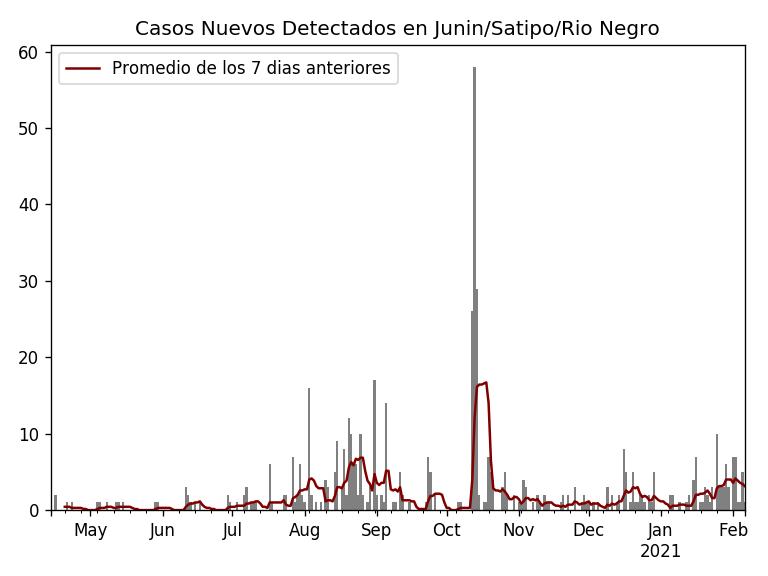 Casos Nuevos Detectados en Junin/Satipo/Rio Negro
Promedio de los 7 dias anteriores
60
50
40
30
20
10
0
May Jun Jul Aug Sep Oct Nov Dec Jan Feb
2021